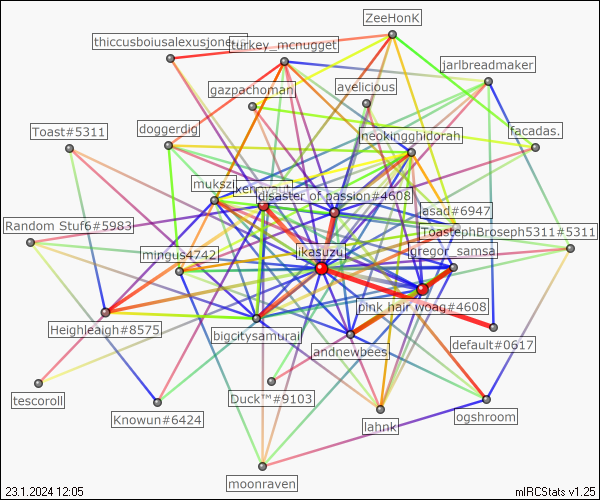 ZeeHonK
thiccusboiusalexusjones
turkey_mcnugget
jarlbreadmaker
gazpachoman
avelicious
Toast#5311
doggerdig
neokingghidorah
facadas.
mukszi
disaster of passion#4608
asad#6947
Random Stuf6#5983
ToastephBroseph5311#5311
mingus4742
ikasuzu
gregor_samsa
pink hair woag#4608
Heighleaigh#8575
bigcitysamurai
default#0617
andnewbees
tescoroll
Knowun#6424
Duck™#9103
lahnk
ogshroom
moonraven
23.1.2024 12:05
mIRCStats v1.25